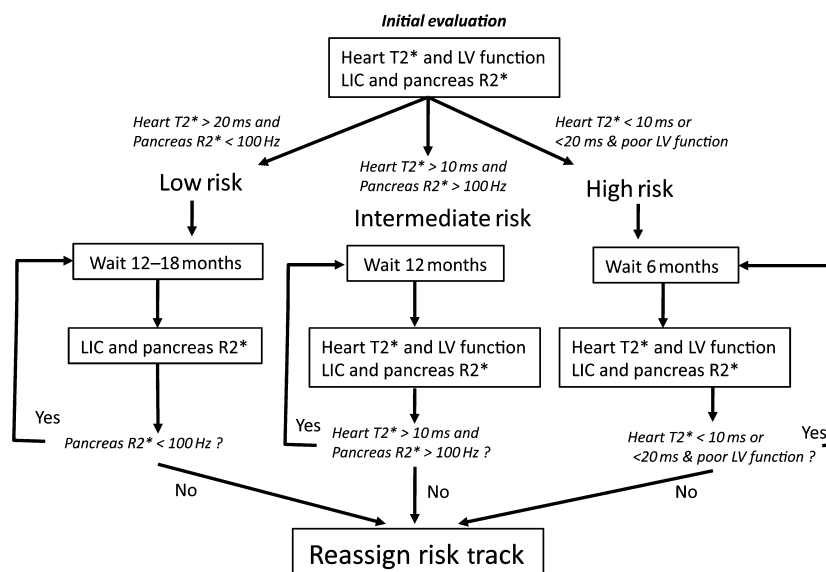 Initial evaluation
Heart T2* and LV function
LIC and pancreas R2*
Heart T2* > 20 ms and
Pancreas R2* < 100 Hz
Heart T2* > 10 ms and
Pancreas R2* > 100 Hz
Heart T2* < 10 ms or
<20 ms & poor LV function
Low risk
Intermediate risk
High risk
Wait 12–18 months
Wait 12 months
Wait 6 months
LIC and pancreas R2*
Heart T2* and LV function
LIC and pancreas R2*
Heart T2* and LV function
LIC and pancreas R2*
Yes
Pancreas R2* < 100 Hz ?
Yes
Heart T2* > 10 ms and
Pancreas R2* > 100 Hz ?
Heart T2* < 10 ms or
<20 ms & poor LV function ?
Yes
No
No
No
Reassign risk track